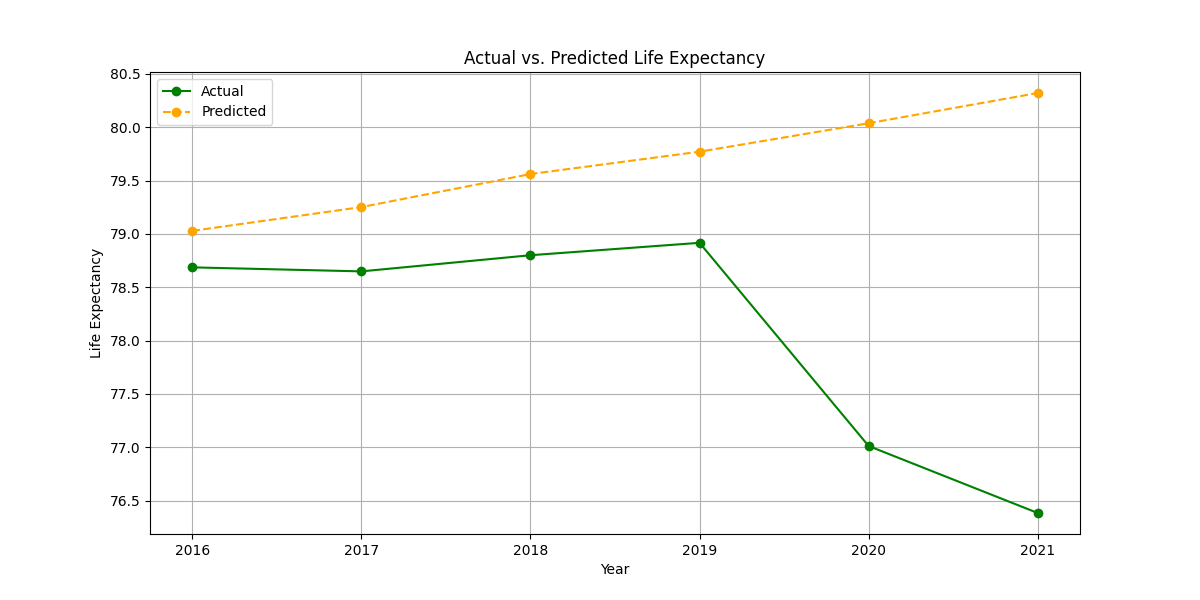 Actual vs. Predicted Life Expectancy
Actual
Predicted
80.5
80.0
79.5
79.0
78.5
78.0
77.5
77.0
76.5
Life Expectancy
2016 2017 2018 2019 2020 2021
Year